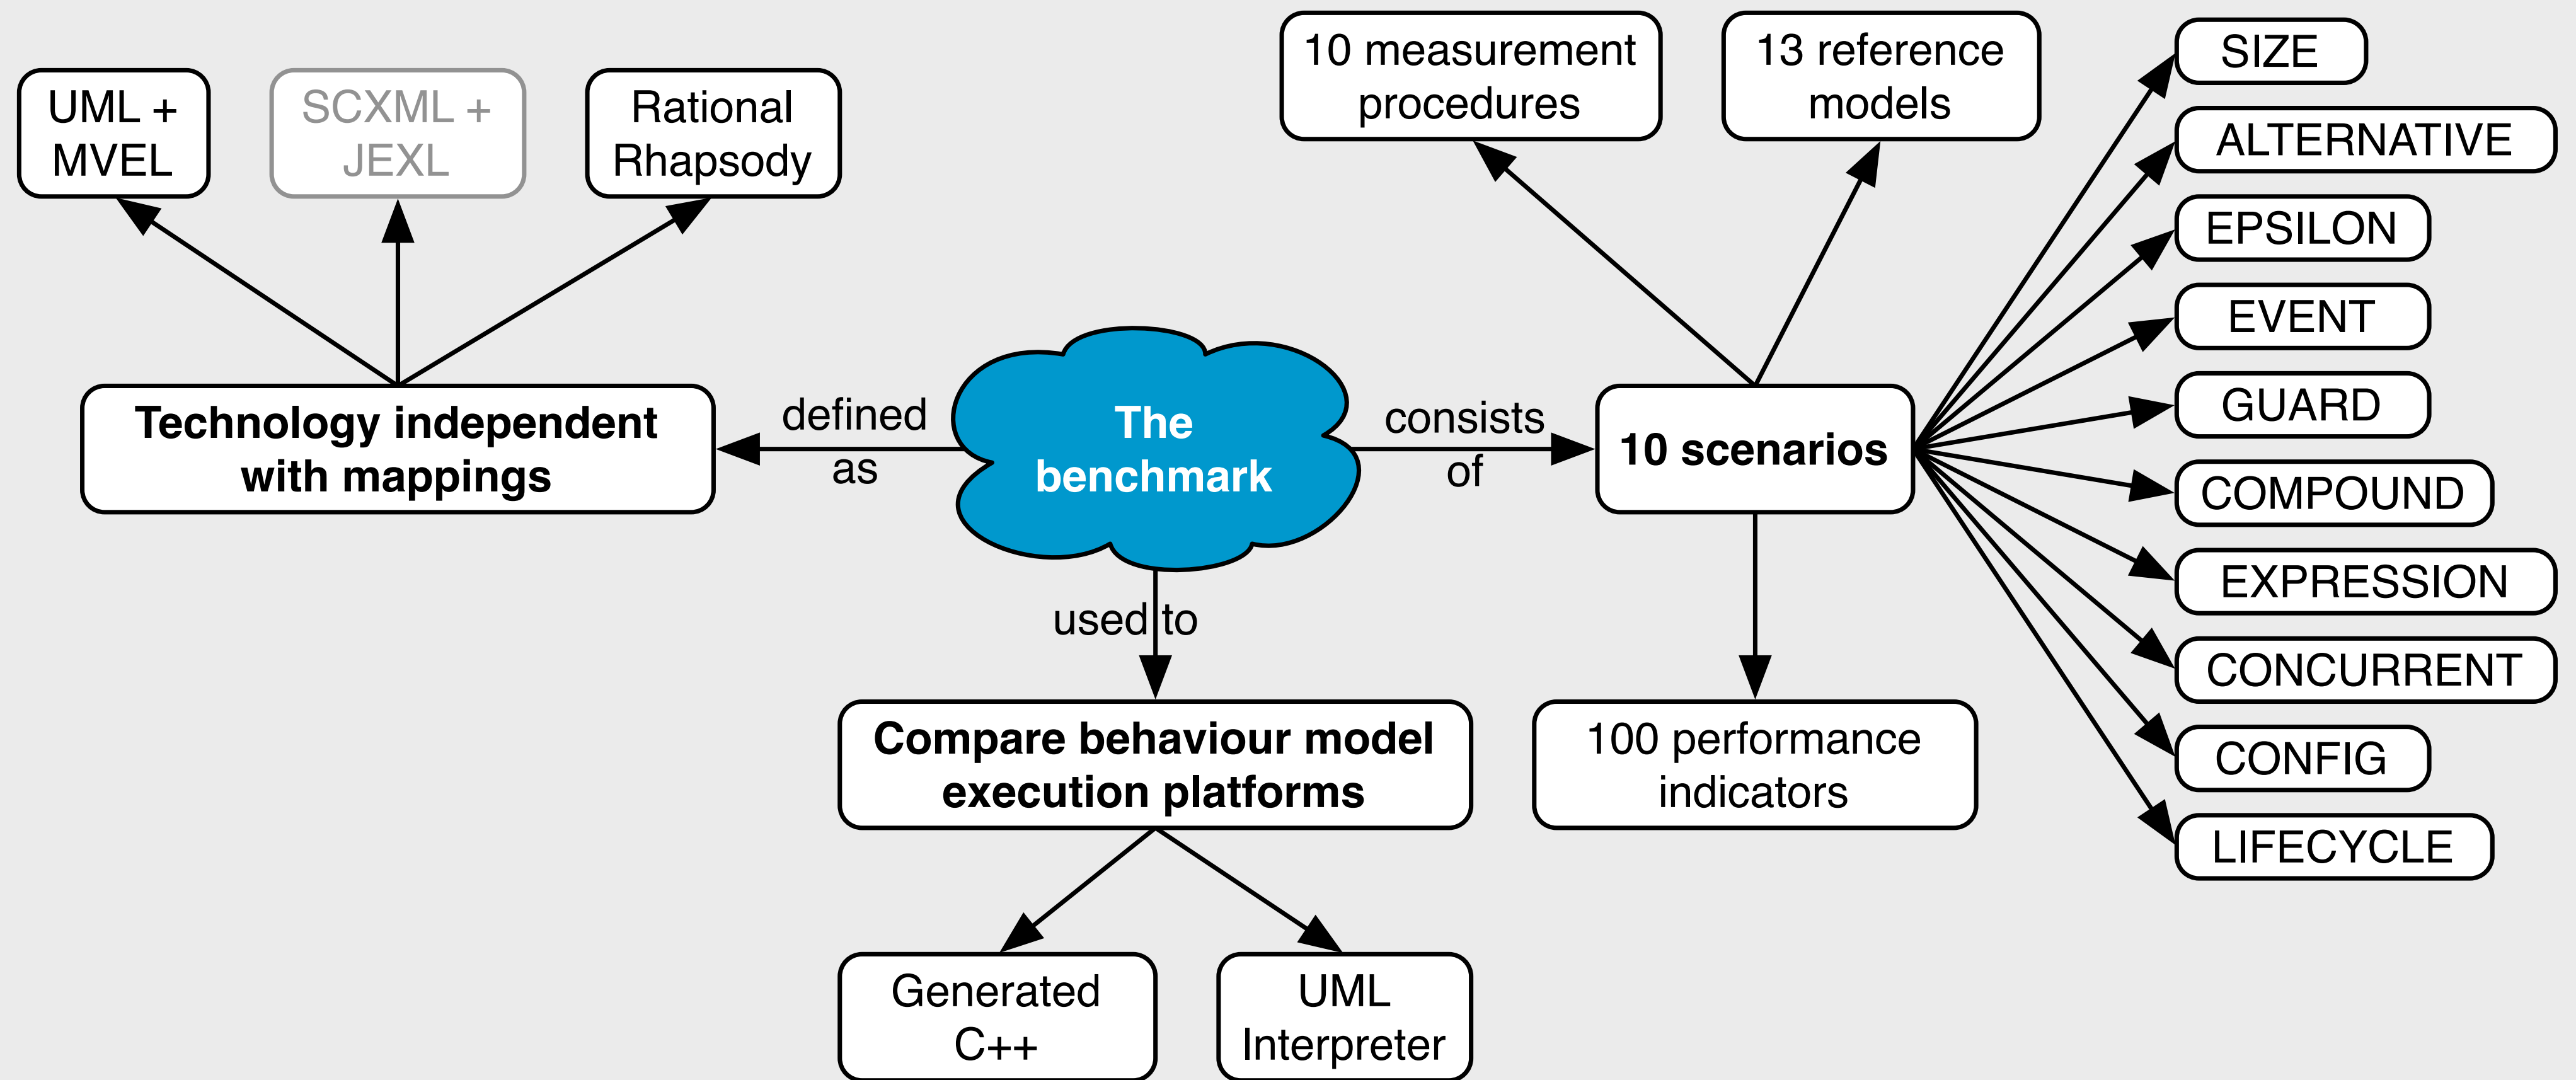 UML +
MVEL
SCXML +
JEXL
Rational
Rhapsody
10 measurement
procedures
13 reference
models
Technology independent
with mappings
defined
as
The
benchmark
consists
of
10 scenarios
SIZE
ALTERNATIVE
EPSILON
EVENT
GUARD
COMPOUND
EXPRESSION
CONCURRENT
CONFIG
LIFECYCLE
used to
Compare behaviour model
execution platforms
100 performance
indicators
Generated
C++
UML
Interpreter